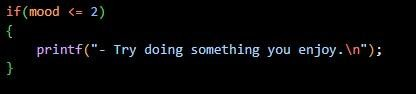 if(mood <= 2)
{
    printf("- Try doing something you enjoy.\n");
}